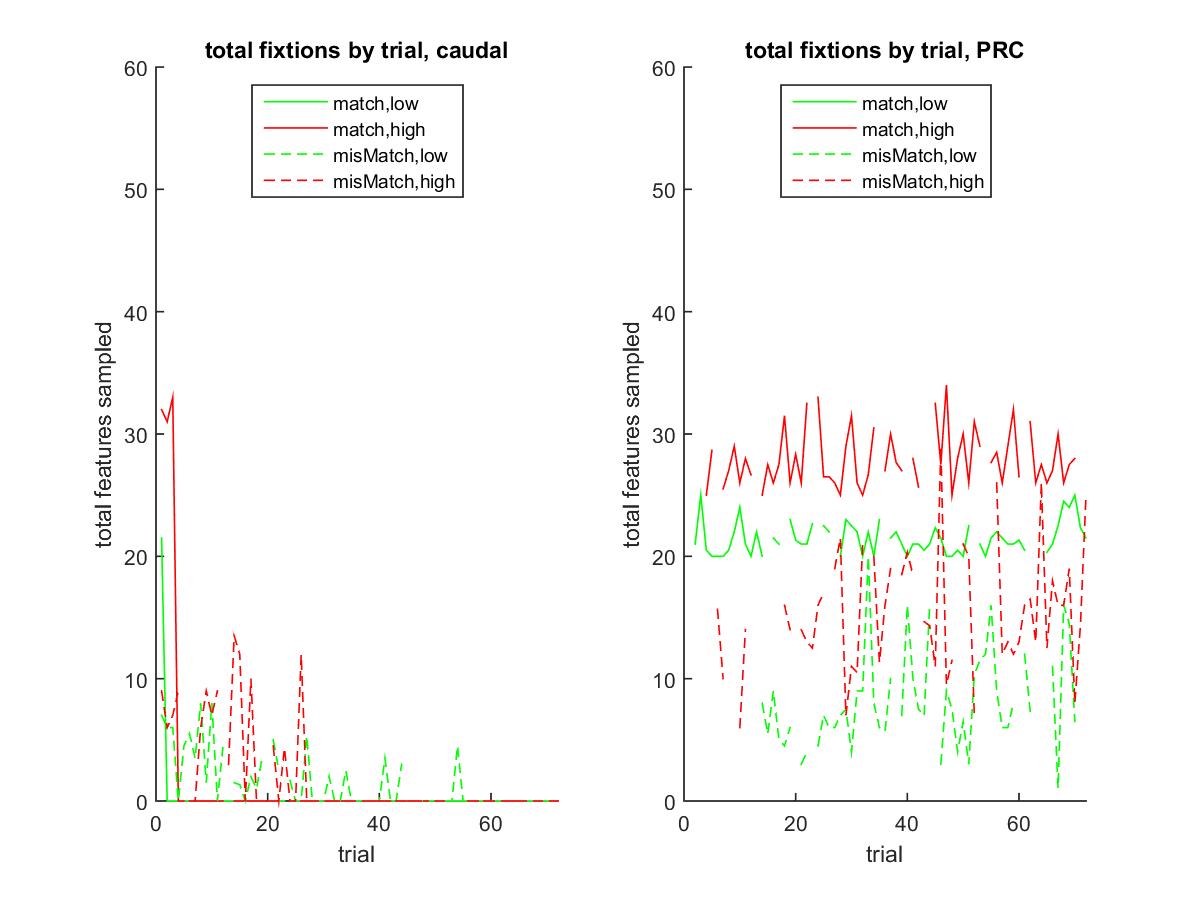 total fixtions by trial, caudal
60
50
40
30
20
10
0
total features sampled
match,low
match,high
misMatch,low
misMatch,high
0 20 40 60
trial
total fixtions by trial, PRC
60
50
40
30
20
10
0
total features sampled
match,low
match,high
misMatch,low
misMatch,high
0 20 40 60
trial